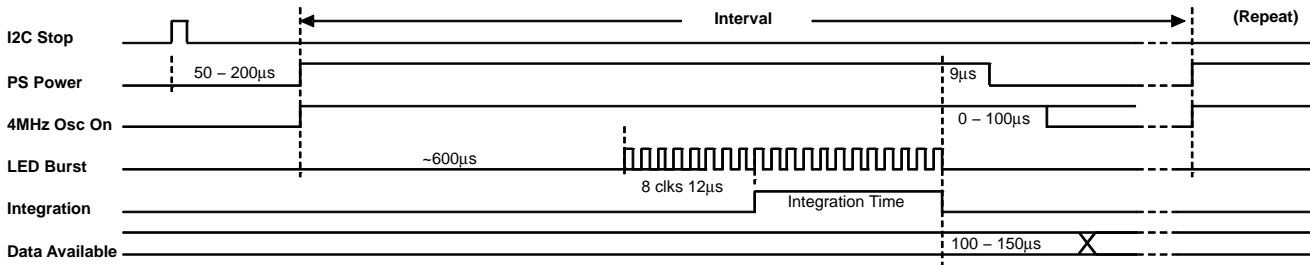 Interval
(Repeat)
I2C Stop
50 – 200μs
9μs
PS Power
0 – 100μs
4MHz Osc On
~600μs
LED Burst
8 clks 12μs
Integration Time
Integration
100 – 150μs
Data Available